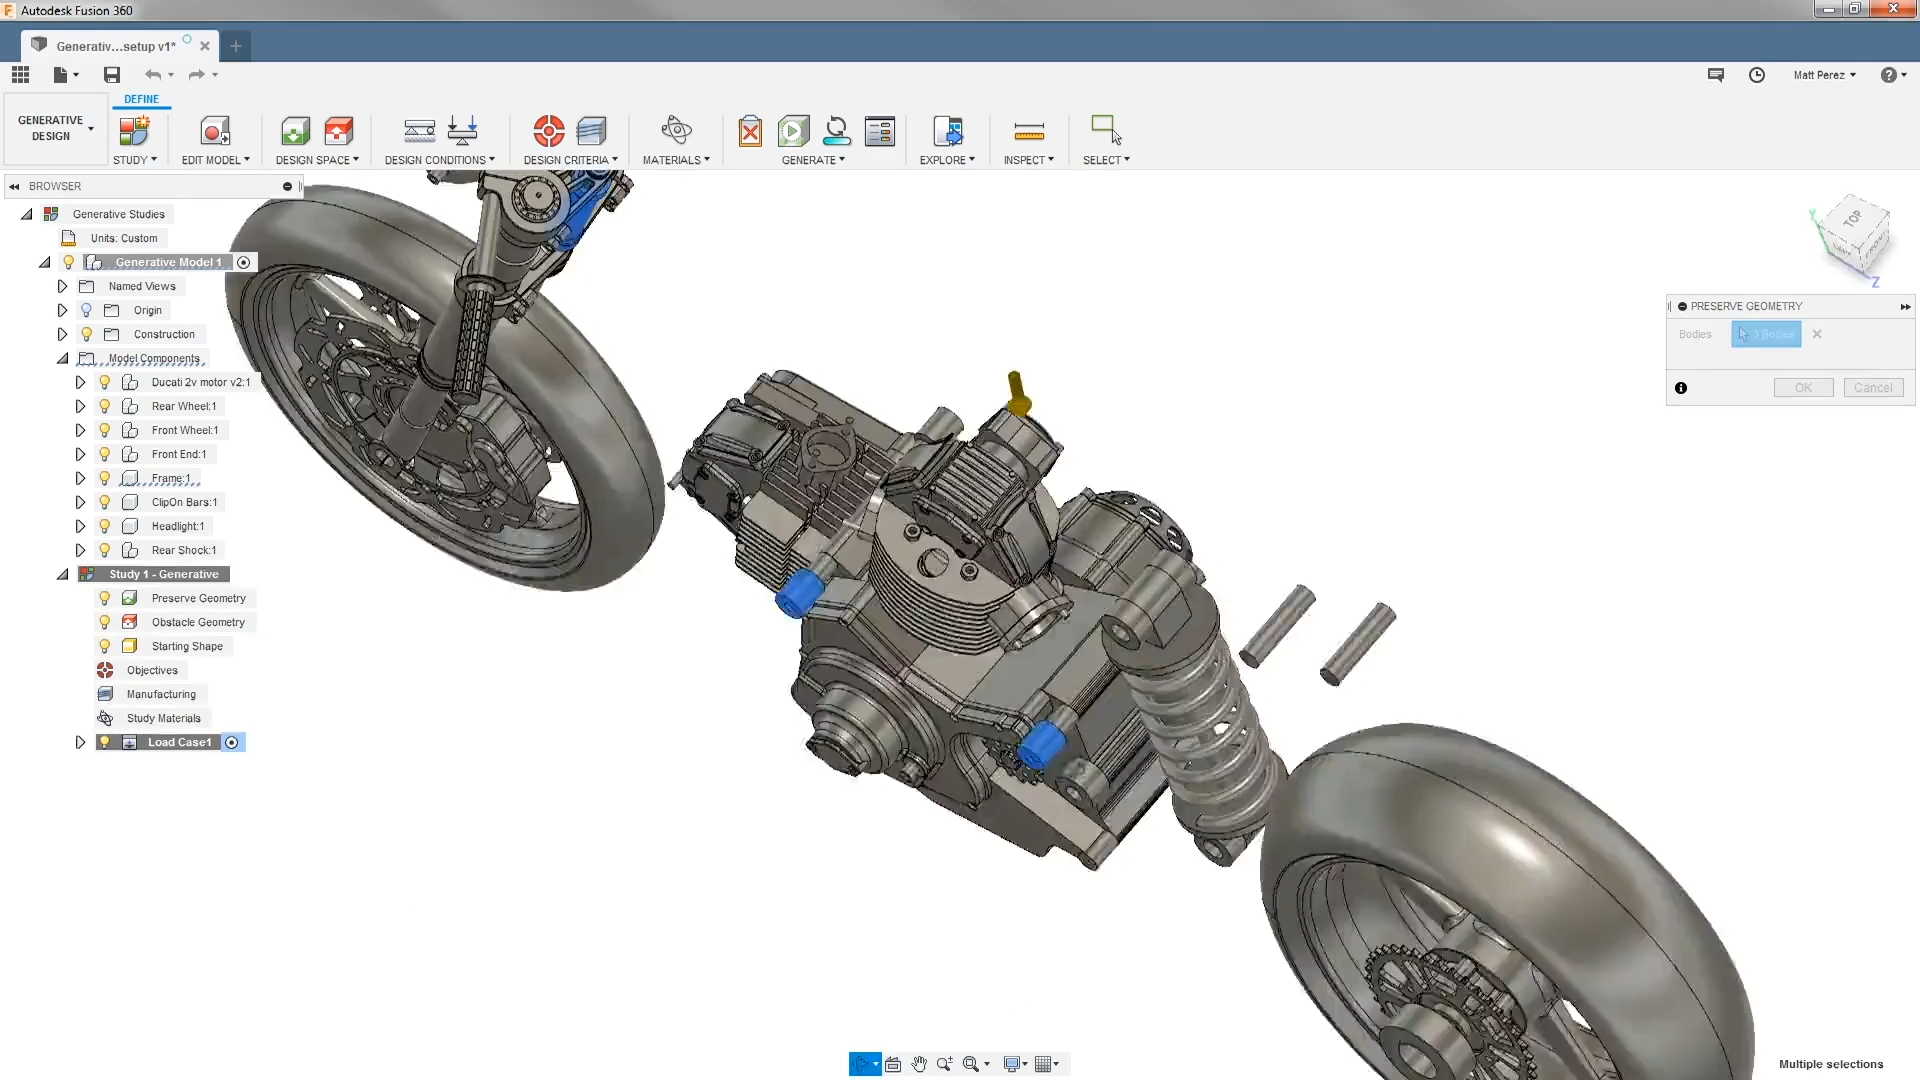 Autodesk Fusion 360
Generativ...setup v1*
Matt Perez
DEFINE
GENERATIVE
DESIGN
STUDY
EDIT MODEL
DESIGN SPACE
DESIGN CONDITIONS
DESIGN CRITERIA
MATERIALS
GENERATE
EXPLORE
INSPECT
SELECT
BROWSER
Generative Studies
Units: Custom
Generative Model 1
Named Views
Origin
Construction
Model Components
Ducati 2v motor v2:1
Rear Wheel:1
Front Wheel:1
Front End:1
Frame:1
ClipOn Bars:1
Headlight:1
Rear Shock:1
Study 1 - Generative
Preserve Geometry
Obstacle Geometry
Starting Shape
Objectives
Manufacturing
Study Materials
Load Case1
TOP
FRONT
Y
Z
PRESERVE GEOMETRY
Bodies
3 Bodies
OK
Cancel
Multiple selections